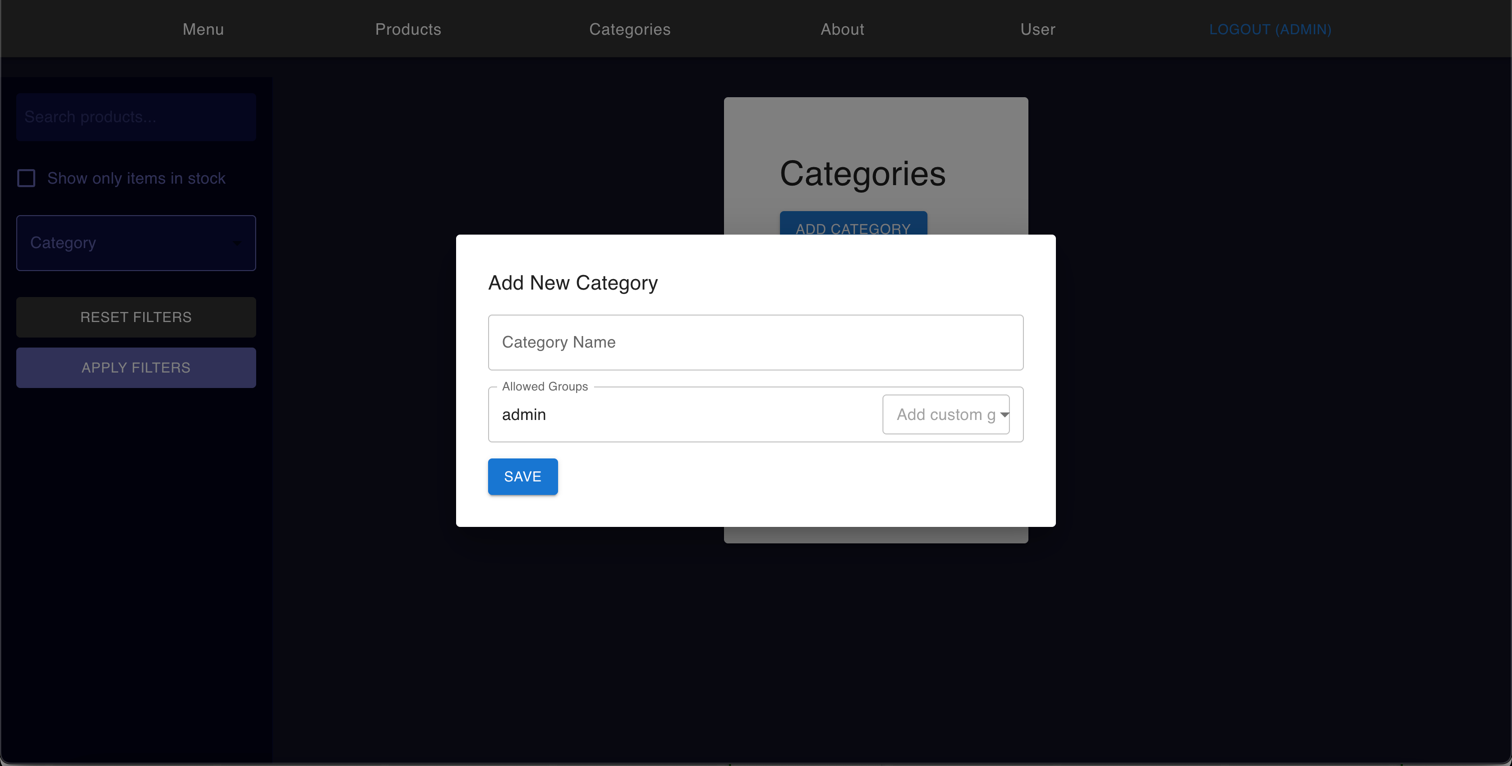 Menu Products Categories About User LOGOUT (ADMIN)
Search products...
Show only items in stock
Category
RESET FILTERS
APPLY FILTERS
Categories
ADD CATEGORY
Add New Category
Category Name
Allowed Groups
admin Add custom g
SAVE